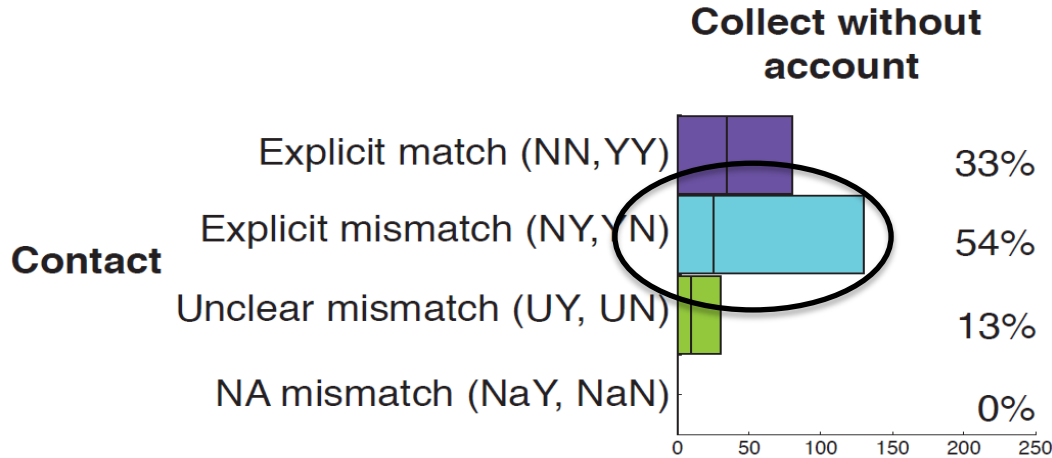 Collect without
account
Explicit match (NN,YY) 33%
Explicit mismatch (NY,YN) 54%
Contact
Unclear mismatch (UY, UN) 13%
NA mismatch (NaY, NaN) 0%
0 50 100 150 200 250